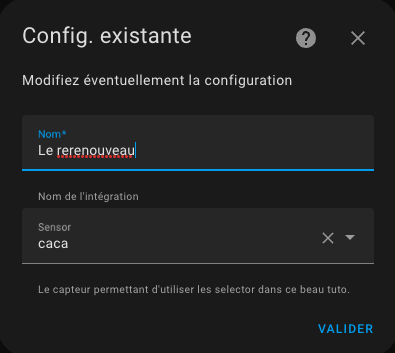 Config. existante
Modifiez éventuellement la configuration
Nom*
Le rerenouveau
Nom de l'intégration
Sensor
caca
Le capteur permettant d'utiliser les selector dans ce beau tuto.
VALIDER